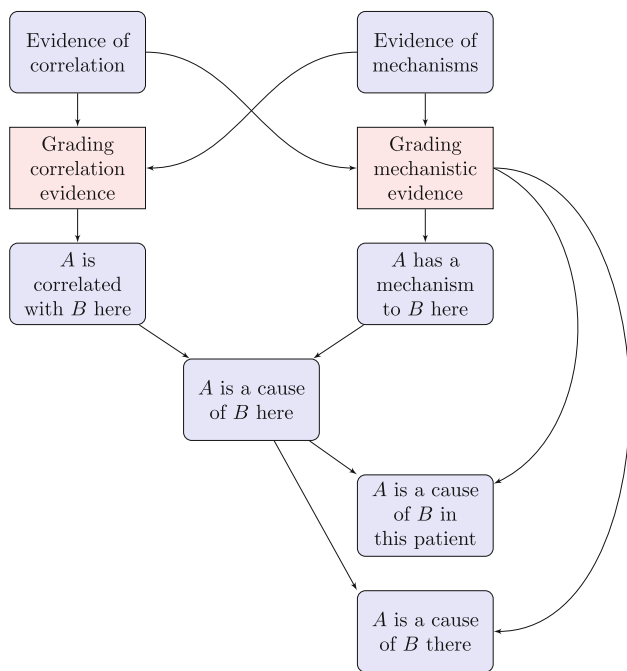 Evidence of
correlation
Evidence of
mechanisms
Grading
correlation
evidence
Grading
mechanistic
evidence
A is
correlated
with B here
A has a
mechanism
to B here
A is a cause
of B here
A is a cause
of B in
this patient
A is a cause
of B there